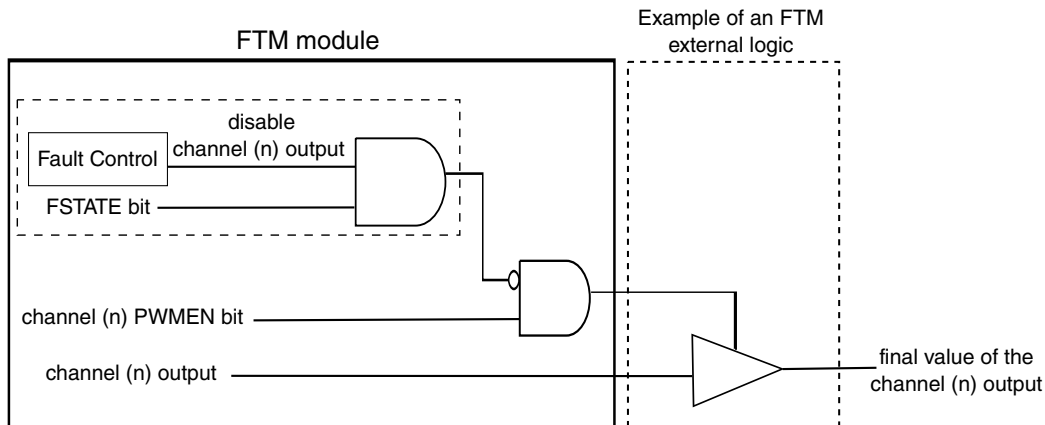 Example of an FTM
external logic
FTM module
disable
channel (n) output
Fault Control
FSTATE bit
channel (n) PWMEN bit
channel (n) output
final value of the
channel (n) output